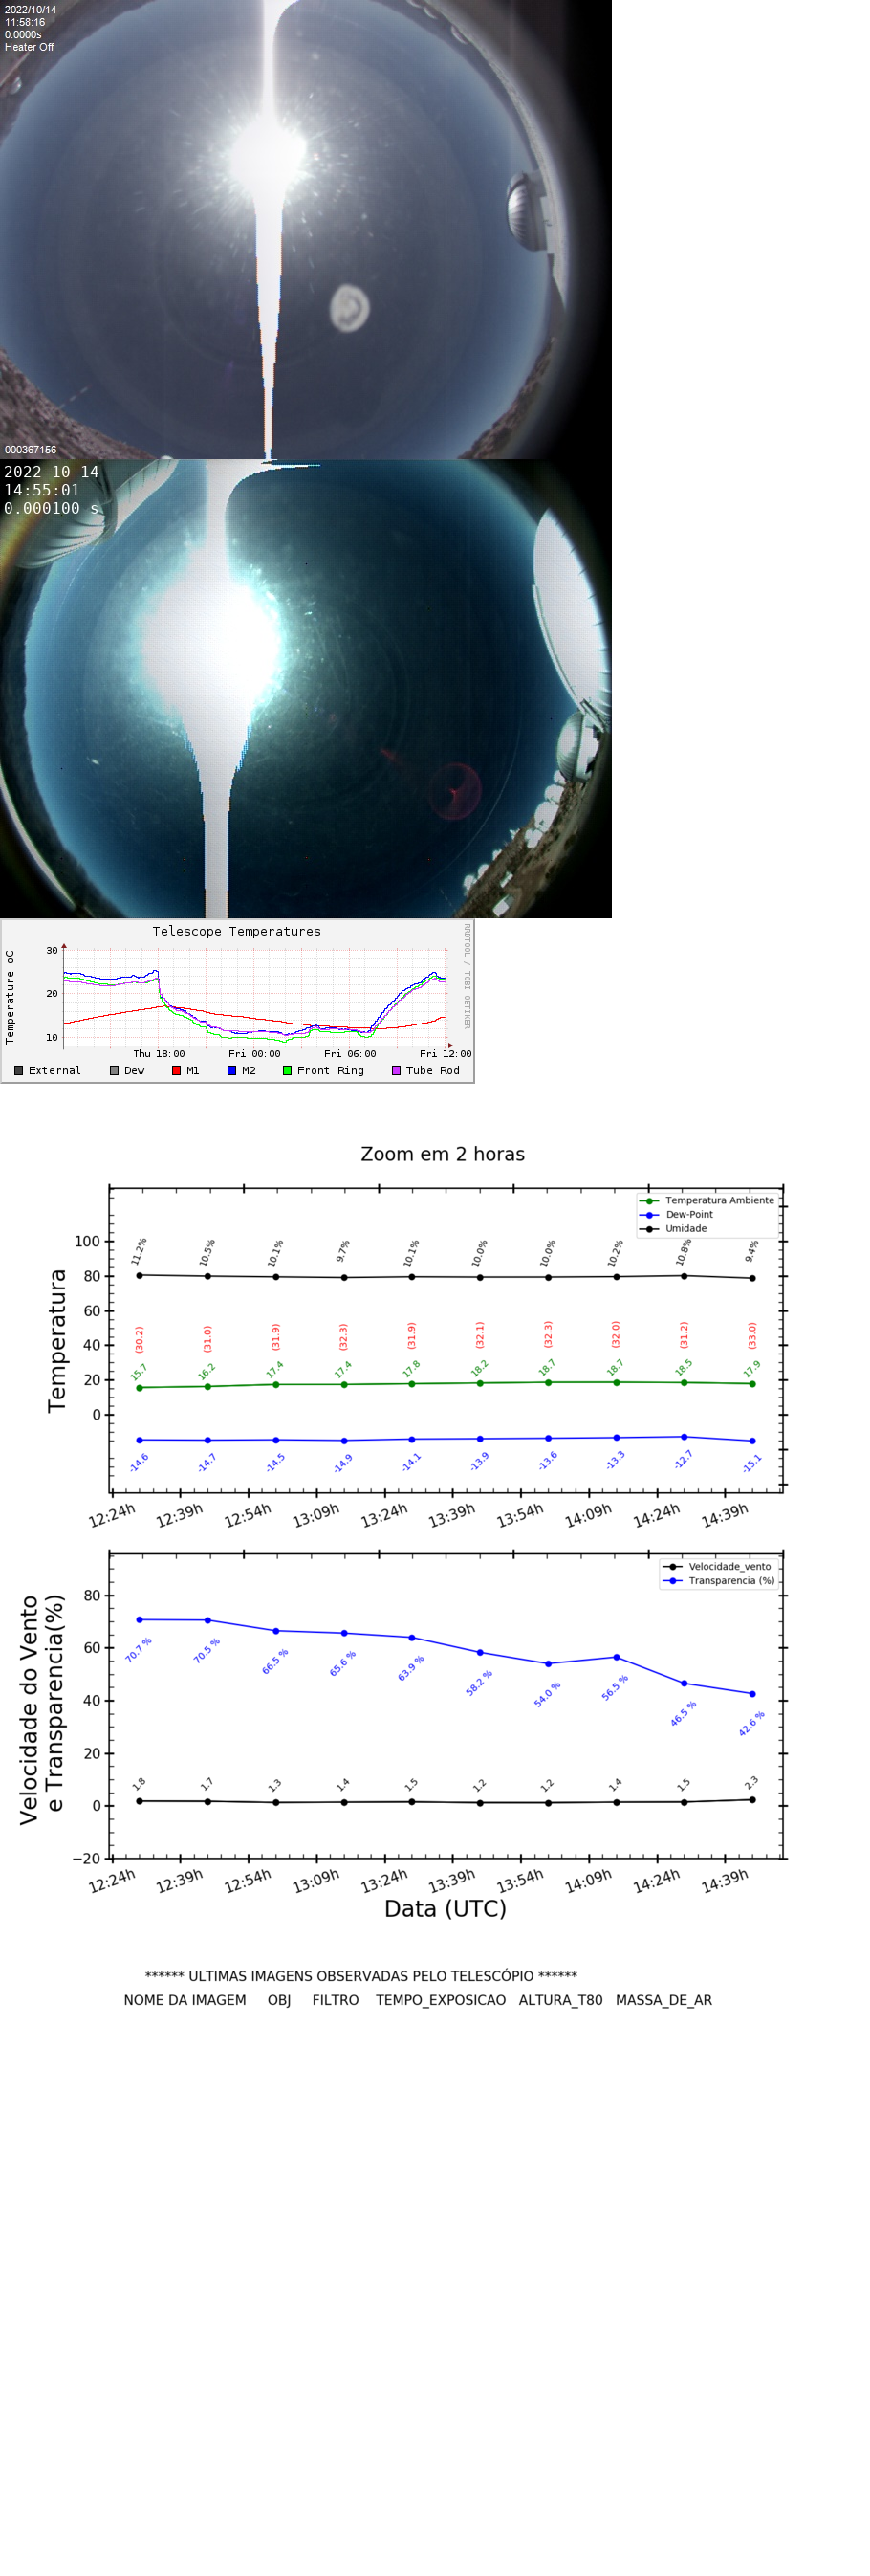 2022/10/14
11:58:16
0.0000s
Heater Off
000367156
2022-10-14
14:55:01
0.000100 s
Telescope Temperatures
RRDTOOL / TOBI OETIKER
Temperature oC
30
20
10
Thu 18:00 Fri 00:00 Fri 06:00 Fri 12:00
External Dew M1 M2 Front Ring Tube Rod
Zoom em 2 horas
Temperatura Ambiente
Dew-Point
Umidade
Temperatura
100
80
60
40
20
0
11.2% 10.5% 10.1% 9.7% 10.1% 10.0% 10.0% 10.2% 10.8% 9.4%
(30.2) (31.0) (31.9) (32.3) (31.9) (32.1) (32.3) (32.0) (31.2) (33.0)
15.7 16.2 17.4 17.4 17.8 18.2 18.7 18.7 18.5 17.9
-14.6 -14.7 -14.5 -14.9 -14.1 -13.9 -13.6 -13.3 -12.7 -15.1
12:24h 12:39h 12:54h 13:09h 13:24h 13:39h 13:54h 14:09h 14:24h 14:39h
Velocidade_vento
Transparencia (%)
Velocidade do Vento
e Transparencia(%)
80
60
40
20
0
−20
70.7 % 70.5 % 66.5 % 65.6 % 63.9 % 58.2 % 54.0 % 56.5 % 46.5 % 42.6 %
1.8 1.7 1.3 1.4 1.5 1.2 1.2 1.4 1.5 2.3
12:24h 12:39h 12:54h 13:09h 13:24h 13:39h 13:54h 14:09h 14:24h 14:39h
Data (UTC)
****** ULTIMAS IMAGENS OBSERVADAS PELO TELESCÓPIO ******
NOME DA IMAGEM OBJ FILTRO TEMPO_EXPOSICAO ALTURA_T80 MASSA_DE_AR